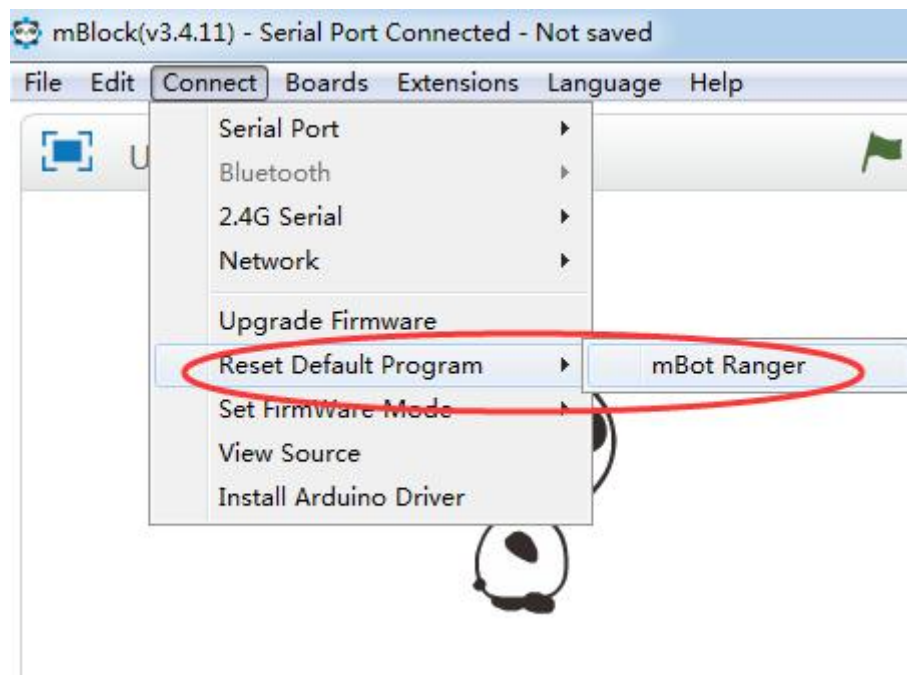 mBlock(v3.4.11) - Serial Port Connected - Not saved
File Edit Connect Boards Extensions Language Help
U
Serial Port
Bluetooth
2.4G Serial
Network
Upgrade Firmware
Reset Default Program mBot Ranger
Set FirmWare Mode
View Source
Install Arduino Driver